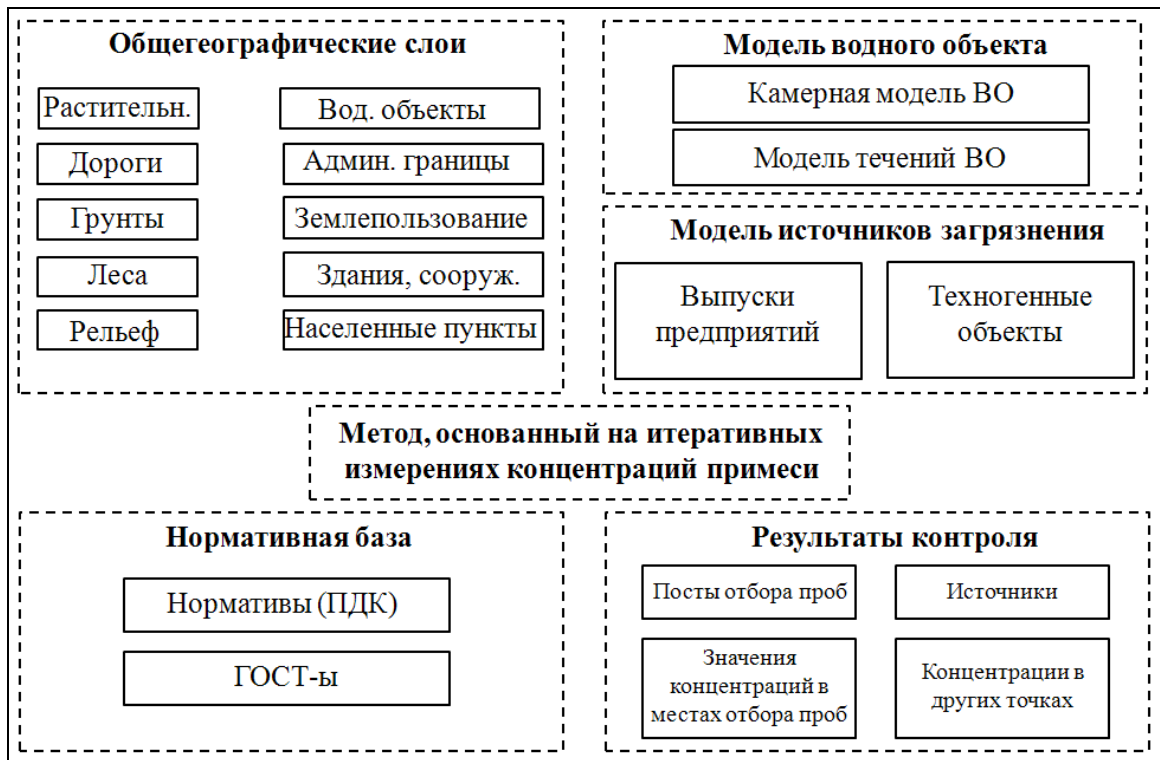 Общегеографические слои
Растительн.
Вод. объекты
Дороги
Админ. границы
Грунты
Землепользование
Леса
Здания, сооруж.
Рельеф
Населенные пункты
Модель водного объекта
Камерная модель ВО
Модель течений ВО
Модель источников загрязнения
Выпуски
предприятий
Техногенные
объекты
Метод, основанный на итеративных
измерениях концентраций примеси
Нормативная база
Нормативы (ПДК)
ГОСТ-ы
Результаты контроля
Посты отбора проб
Источники
Значения
концентраций в
местах отбора проб
Концентрации в
других точках